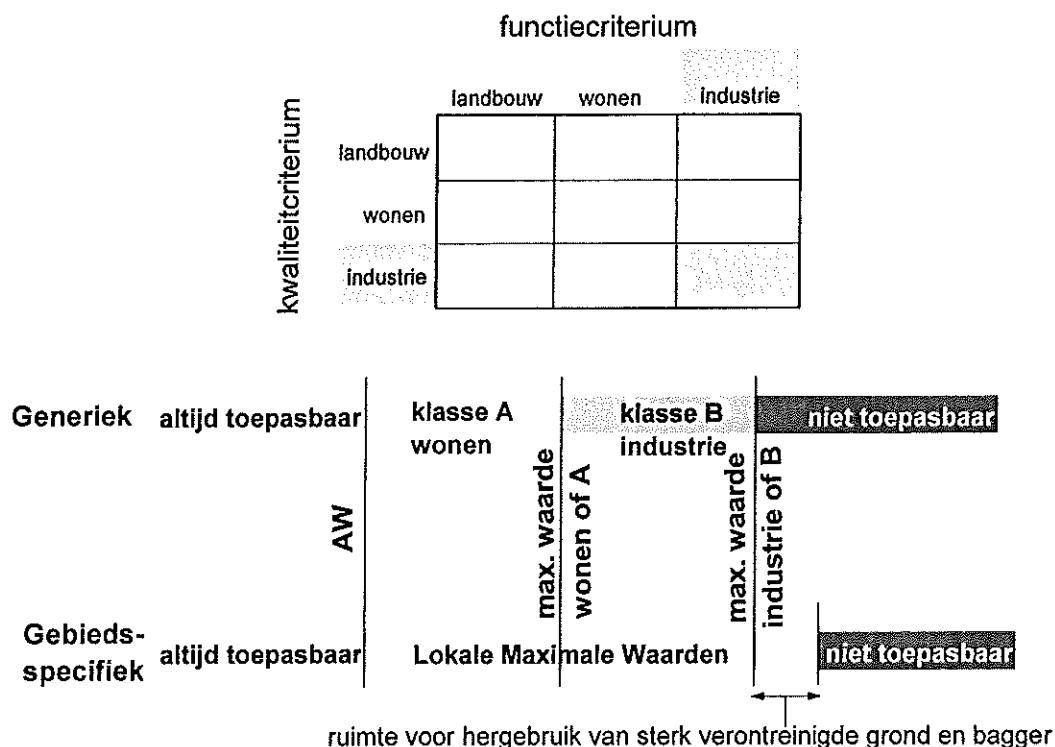 functiecriterium
landbouw wonen industrie
kwaliteitcriterium
landbouw
wonen
industrie
Generiek altijd toepasbaar klasse A klasse B niet toepasbaar
wonen industrie
AW
max. waarde
wonen of A
max. waarde
industrie of B
Gebieds-
specifiek
altijd toepasbaar Lokale Maximale Waarden niet toepasbaar
ruimte voor hergebruik van sterk verontreinigde grond en bagger